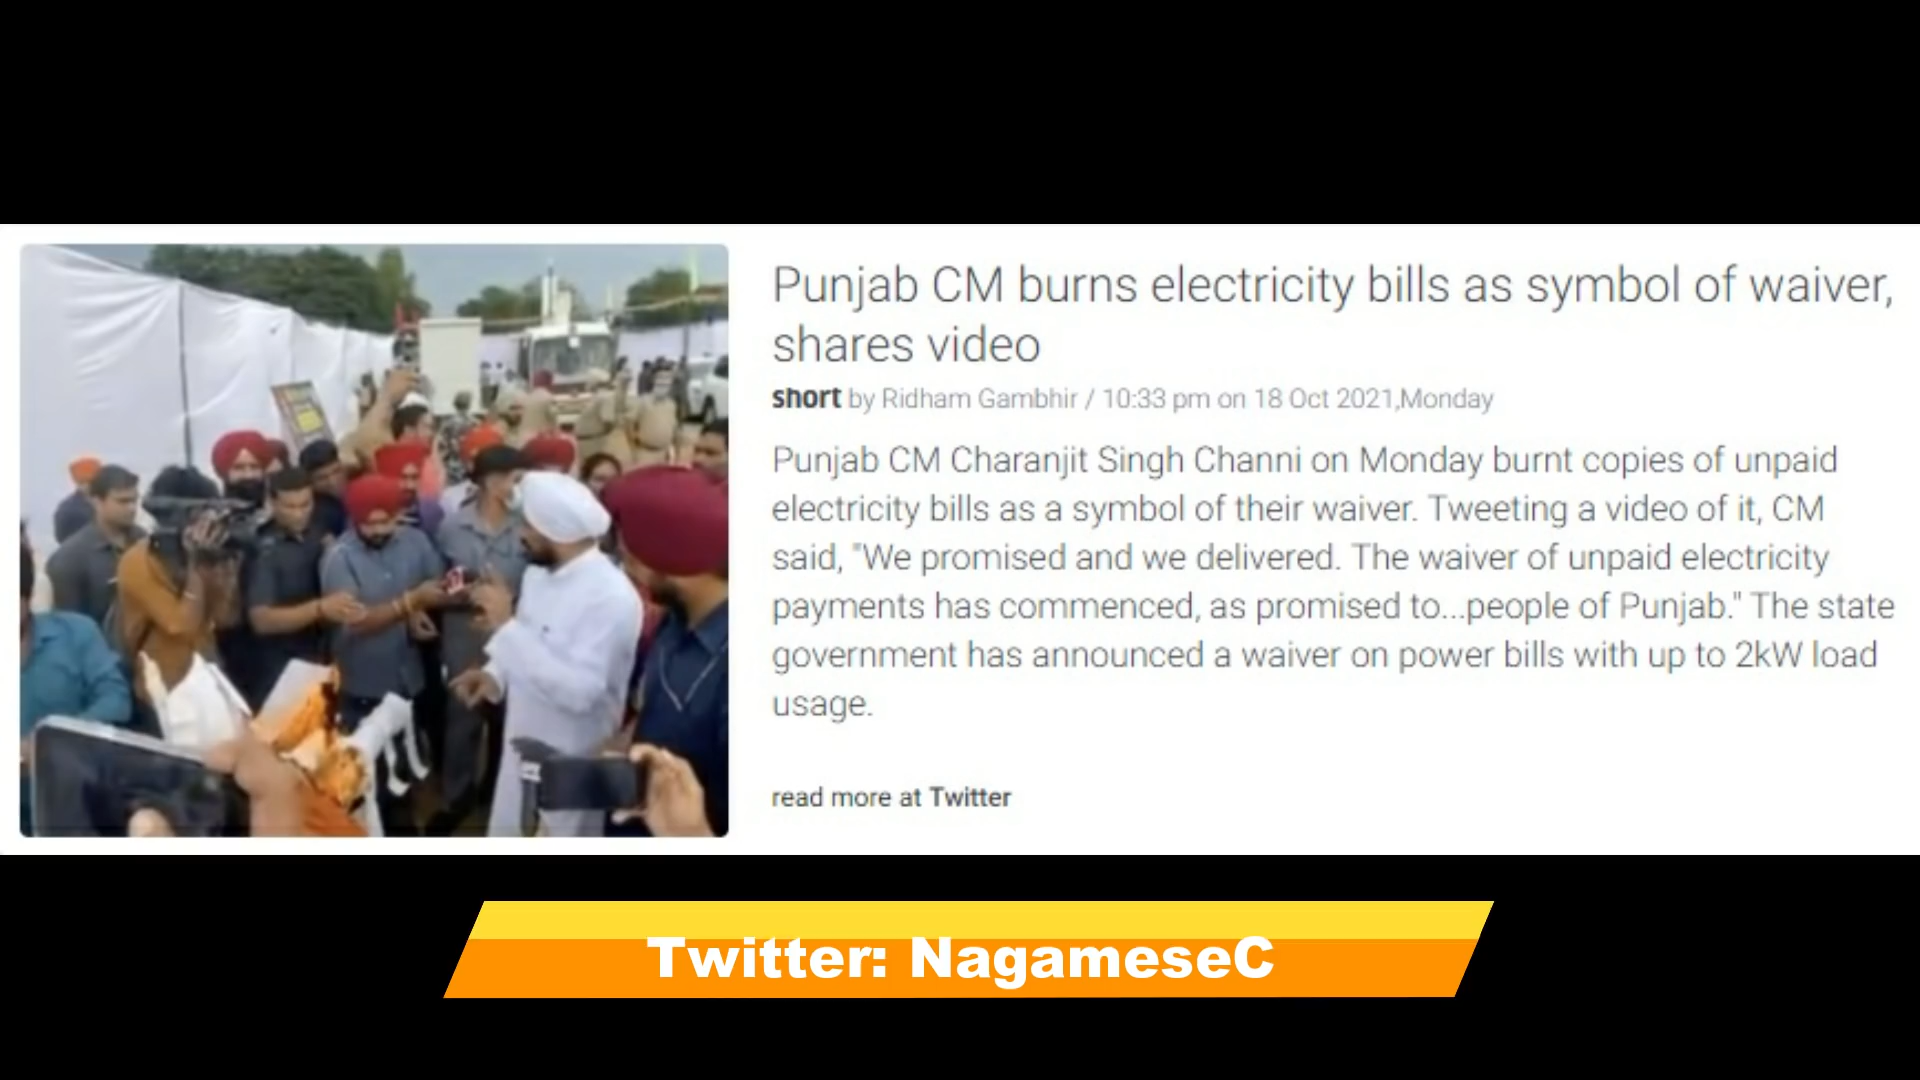 Punjab CM burns electricity bills as symbol of waiver,
shares video
short by Ridham Gambhir / 10:33 pm on 18 Oct 2021,Monday
Punjab CM Charanjit Singh Channi on Monday burnt copies of unpaid
electricity bills as a symbol of their waiver. Tweeting a video of it, CM
said, "We promised and we delivered. The waiver of unpaid electricity
payments has commenced, as promised to...people of Punjab." The state
government has announced a waiver on power bills with up to 2kW load
usage.
read more at Twitter
Twitter: NagameseC